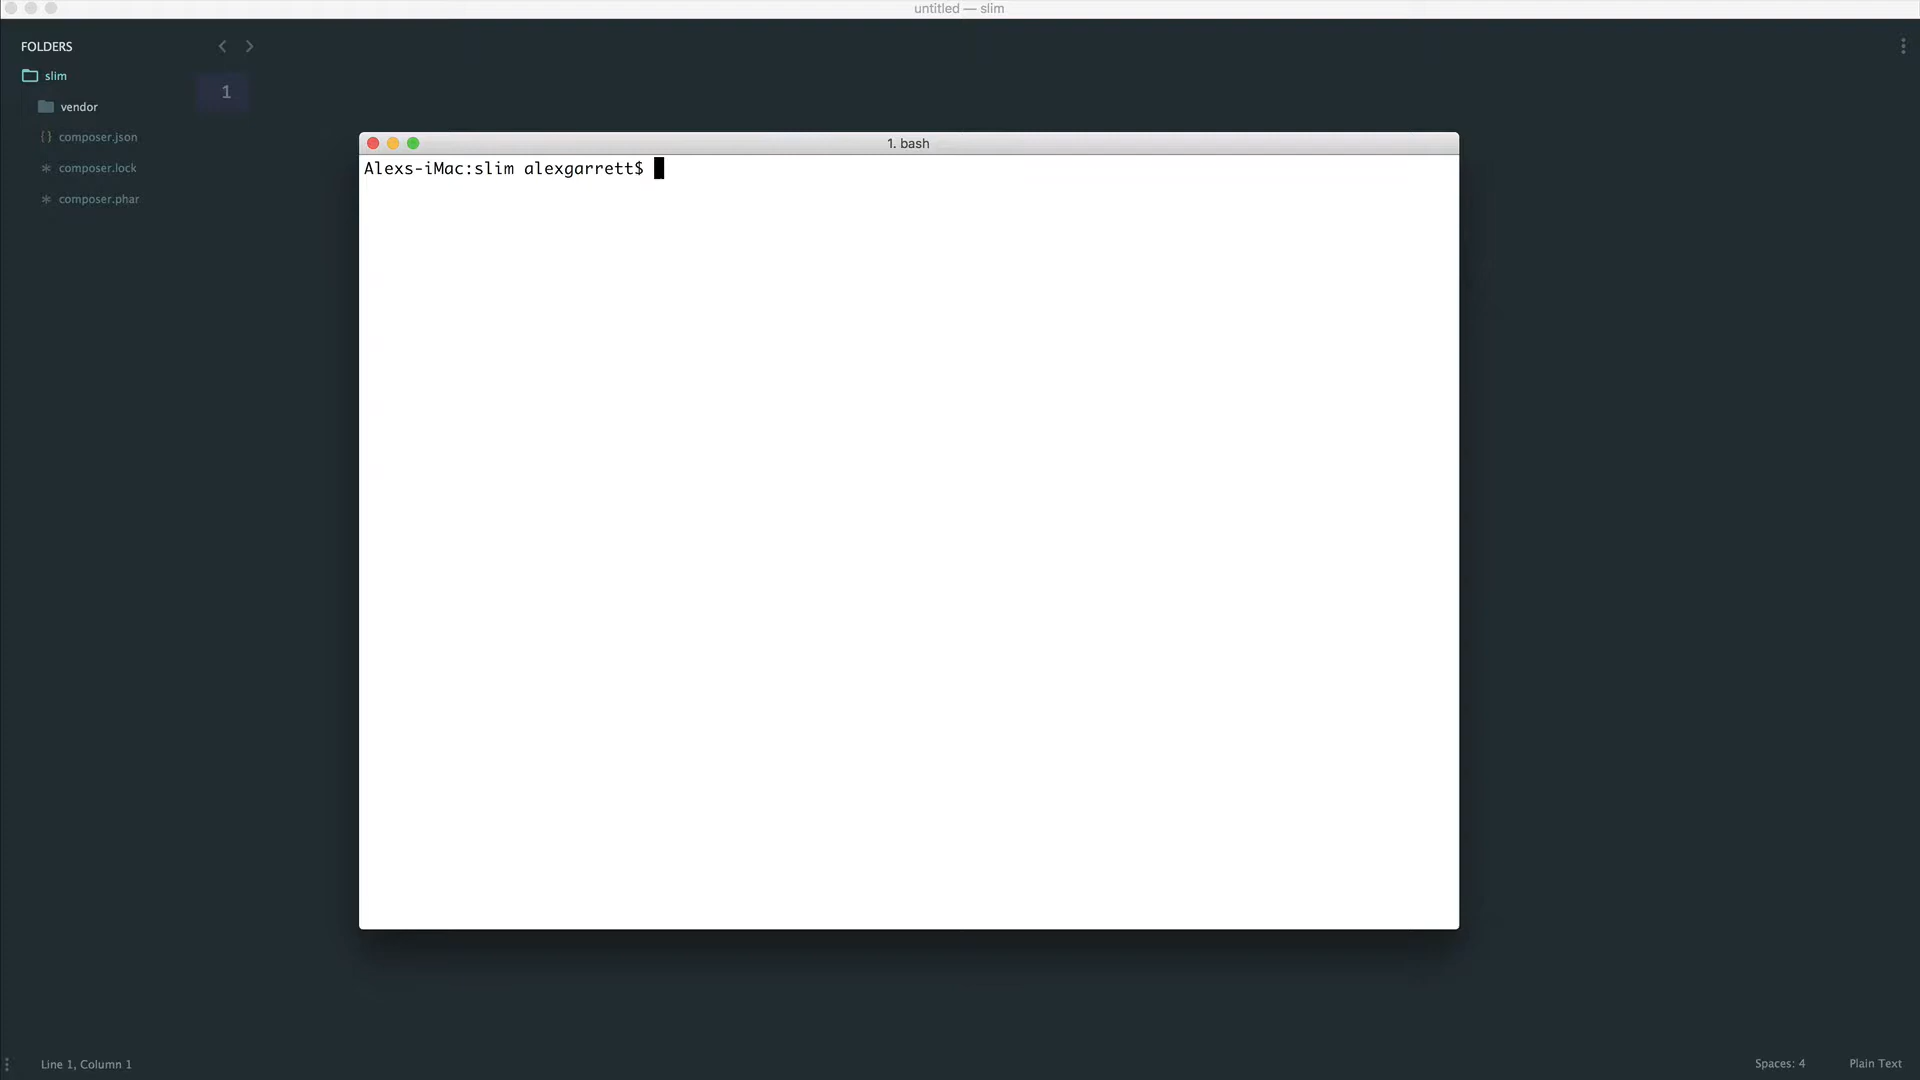 untitled — slim
FOLDERS
slim
1
vendor
{} composer.json
* composer.lock
* composer.phar
1. bash
Alexs-iMac:slim alexgarrett$
Line 1, Column 1
Spaces: 4
Plain Text